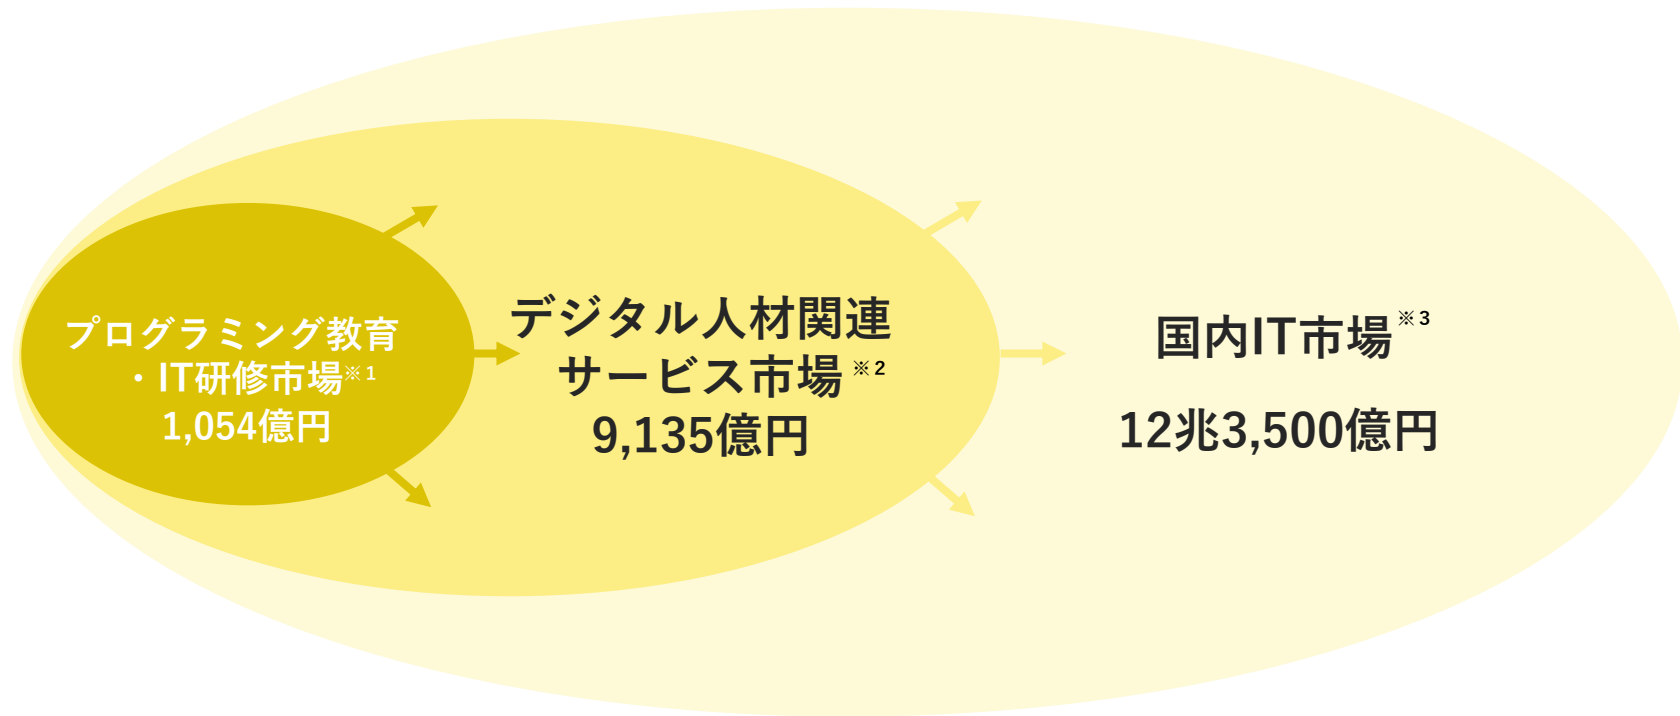 プログラミング教育
・IT研修市場※1
1,054億円
デジタル人材関連
サービス市場※2
9,135億円
国内IT市場※3
12兆3,500億円